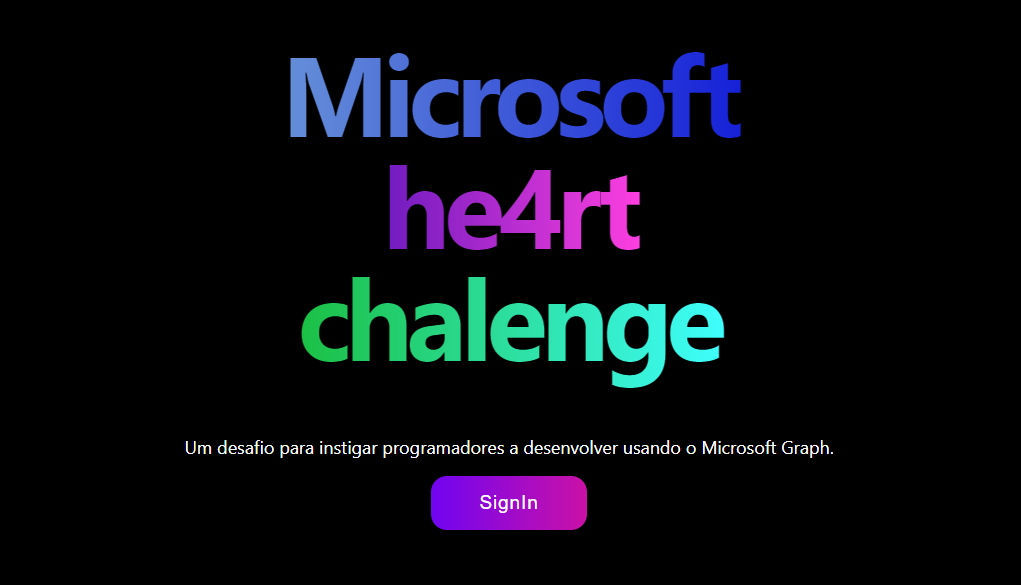 Microsoft
he4rt
chalenge
Um desafio para instigar programadores a desenvolver usando o Microsoft Graph.
SignIn